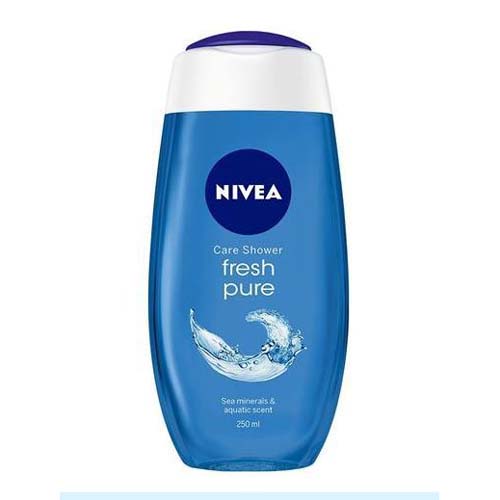 NIVEA
Care Shower
fresh
pure
Sea minerals &
aquatic scent
250 ml